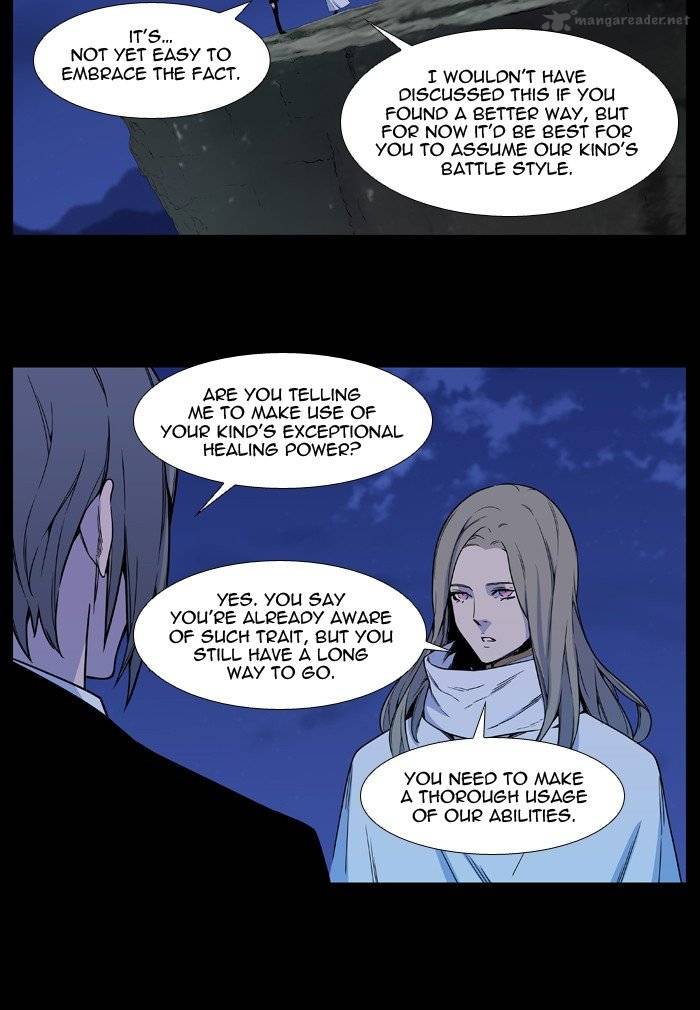 mangareader.net
IT'S...
NOT YET EASY TO
EMBRACE THE FACT.
I WOULDN'T HAVE
DISCUSSED THIS IF YOU
FOUND A BETTER WAY, BUT
FOR NOW IT'D BE BEST FOR
YOU TO ASSUME OUR KIND'S
BATTLE STYLE.
ARE YOU TELLING
ME TO MAKE USE OF
YOUR KIND'S EXCEPTIONAL
HEALING POWER?
YES. YOU SAY
YOU'RE ALREADY AWARE
OF SUCH TRAIT, BUT YOU
STILL HAVE A LONG
WAY TO GO.
YOU NEED TO MAKE
A THOROUGH USAGE
OF OUR ABILITIES.